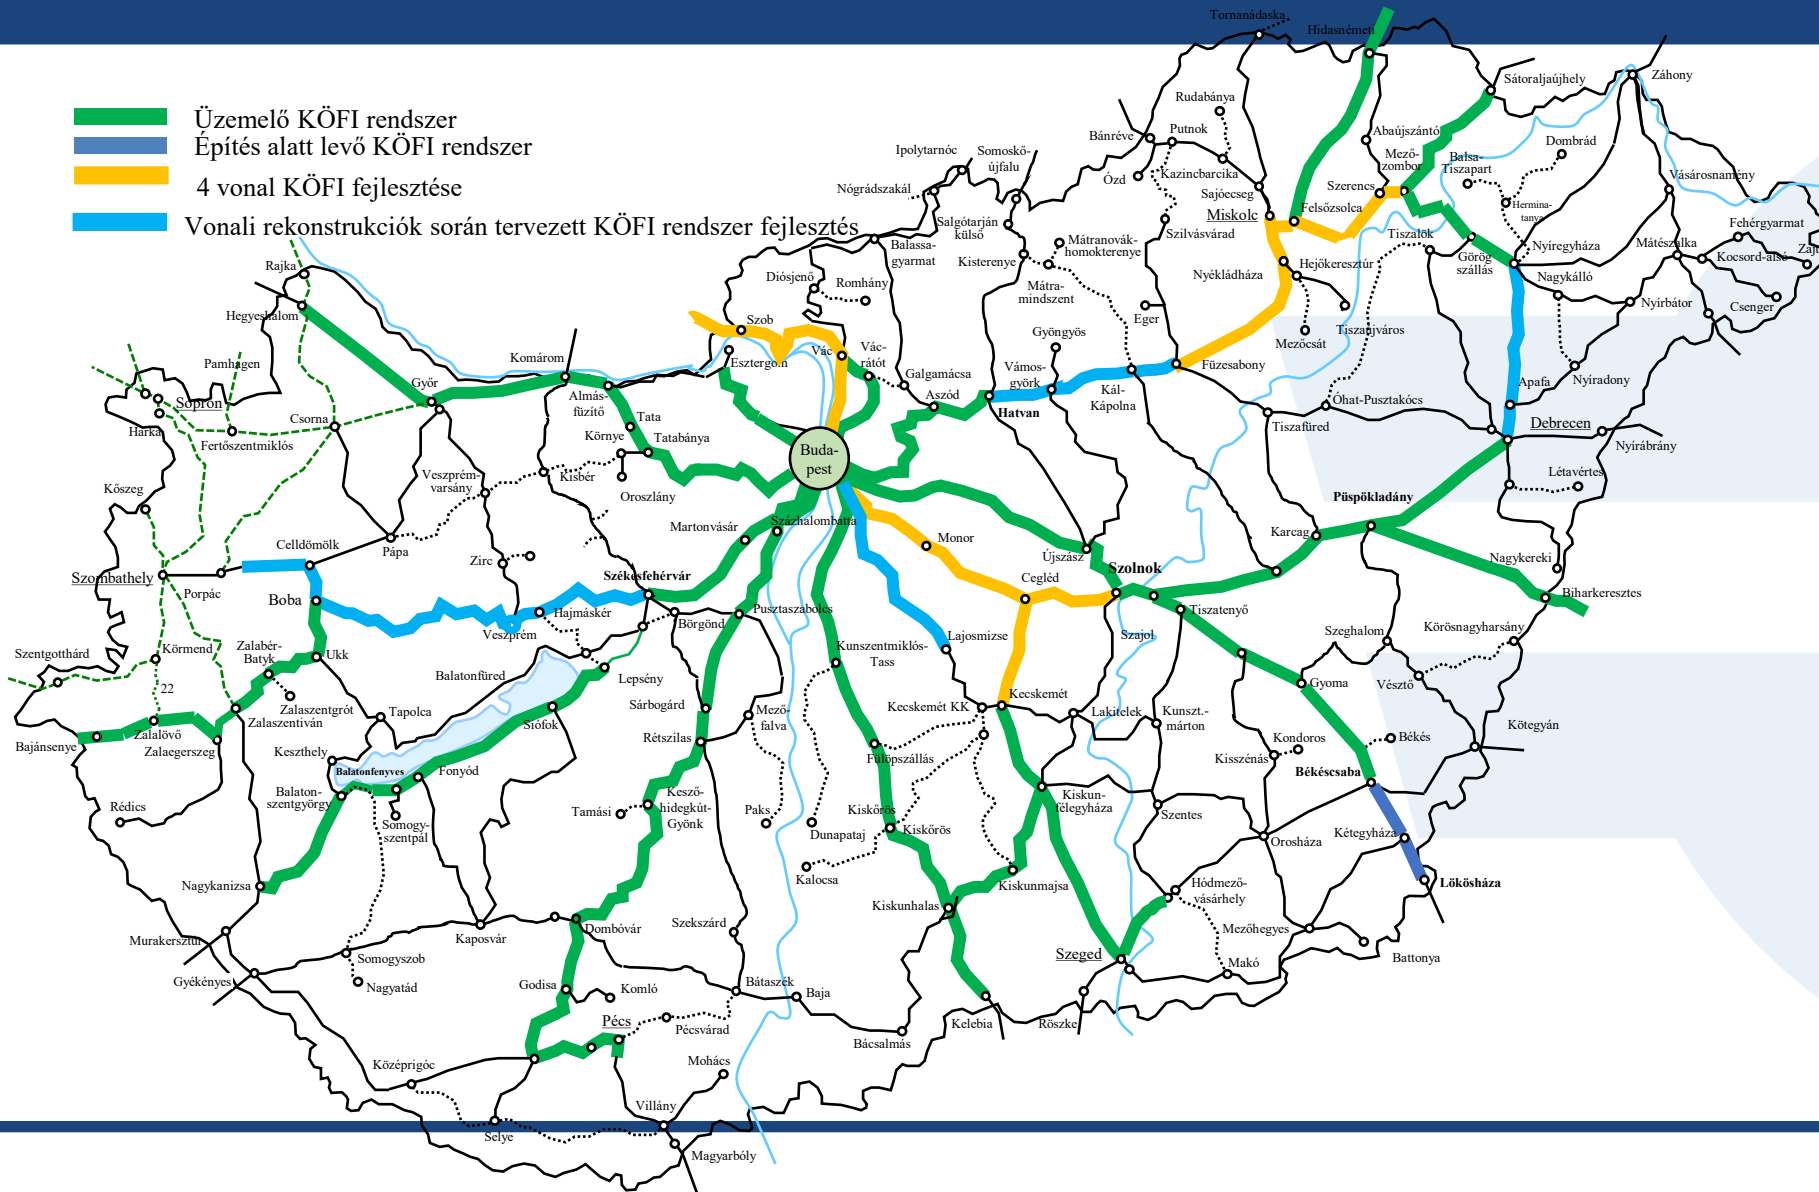 Tornanádaska
Hidasnémeti
Sátoraljaújhely
Záhony
Üzemelő KÖFI rendszer
Építés alatt levő KÖFI rendszer
4 vonal KÖFI fejlesztése
Vonali rekonstrukciók során tervezett KÖFI rendszer fejlesztés
Rudabánya
Putnok
Bánréve
Abaújszántó
Dombrád
Ipolytarnóc
Somoskő-
újfalu
Mező-
zombor
Balsa-
Tiszapart
Kazincbarcika
Ózd
Vásárosnamény
Nógrádszakál
Sajóecseg
Szerencs
Miskolc
Felsőzsolca
Hermina-
tanya
Salgótarján
külső
Fehérgyarmat
Balassa-
gyarmat
Szilvásvárad
Mátranovák-
homokterenye
Tiszalök
Nyíregyháza
Mátészalka
Kisterenye
Görög
szállás
Kocsord-alsó
Rajka
Diósjenő
Romhány
Nyékládháza
Hejőkeresztúr
Nagykálló
Mátra-
mindszent
Hegyeshalom
Szob
Eger
Nyírbátor
Csenger
Gyöngyös
Mezőcsát
Tiszaújváros
Pamhagen
Komárom
Esztergom
Vác
Vác-
rátót
Vámos-
györk
Füzesabony
Galgamácsa
Győr
Almás-
füzítő
Aszód
Kál-
Kápolna
Apafa
Nyíradony
Sopron
Hatvan
Óhat-Pusztakócs
Csorna
Tata
Tiszafüred
Debrecen
Harka
Fertőszentmiklós
Környe
Tatabánya
Nyírábrány
Buda-
pest
Veszprém-
varsány
Kisbér
Létavértes
Kőszeg
Oroszlány
Püspökladány
Martonvásár
Százhalombatta
Karcag
Celldömölk
Pápa
Monor
Újszász
Nagykereki
Zirc
Szolnok
Szombathely
Székesfehérvár
Cegléd
Porpác
Boba
Biharkeresztes
Hajmáskér
Pusztaszabolcs
Tiszatenyő
Börgönd
Veszprém
Lajosmizse
Szajol
Szeghalom
Körösnagyharsány
Szentgotthárd
Körmend
Zalabér-
Batyk
Ukk
Kunszentmiklós-
Tass
Balatonfüred
Lepsény
22
Gyoma
Vésztő
Zalaszentgrót
Tapolca
Sárbogárd
Mező-
falva
Kecskemét
Kecskemét KK
Lakitelek
Kunszt.-
márton
Zalaszentiván
Siófok
Kötegyán
Bajánsenye
Zalalövő
Zalaegerszeg
Rétszilas
Kondoros
Békés
Keszthely
Fülöpszállás
Kisszénás
Balatonfenyves
Fonyód
Békéscsaba
Balaton-
szentgyörgy
Kesző-
hidegkút-
Gyönk
Kiskun-
félegyháza
Rédics
Tamási
Paks
Kiskőrös
Szentes
Somogy-
szentpál
Dunapataj
Kiskőrös
Kétegyháza
Orosháza
Nagykanizsa
Kalocsa
Kiskunmajsa
Hódmező-
vásárhely
Lökösháza
Kiskunhalas
Szekszárd
Dombóvár
Murakeresztúr
Kaposvár
Mezőhegyes
Somogyszob
Szeged
Battonya
Makó
Gyékényes
Nagyatád
Godisa
Komló
Bátaszék
Baja
Pécs
Pécsvárad
Kelebia
Röszke
Bácsalmás
Középrigóc
Mohács
Villány
Selye
Magyarbóly